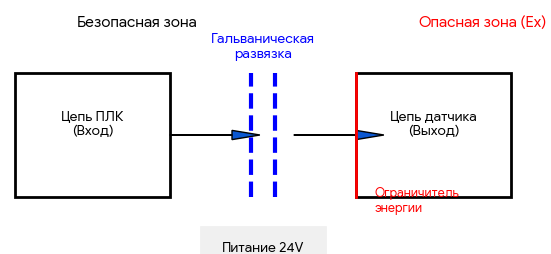 Безопасная зона
Опасная зона (Ex)
Гальваническая
развязка
Цепь ПЛК
(Вход)
Цепь датчика
(Выход)
Ограничитель
энергии
Питание 24V